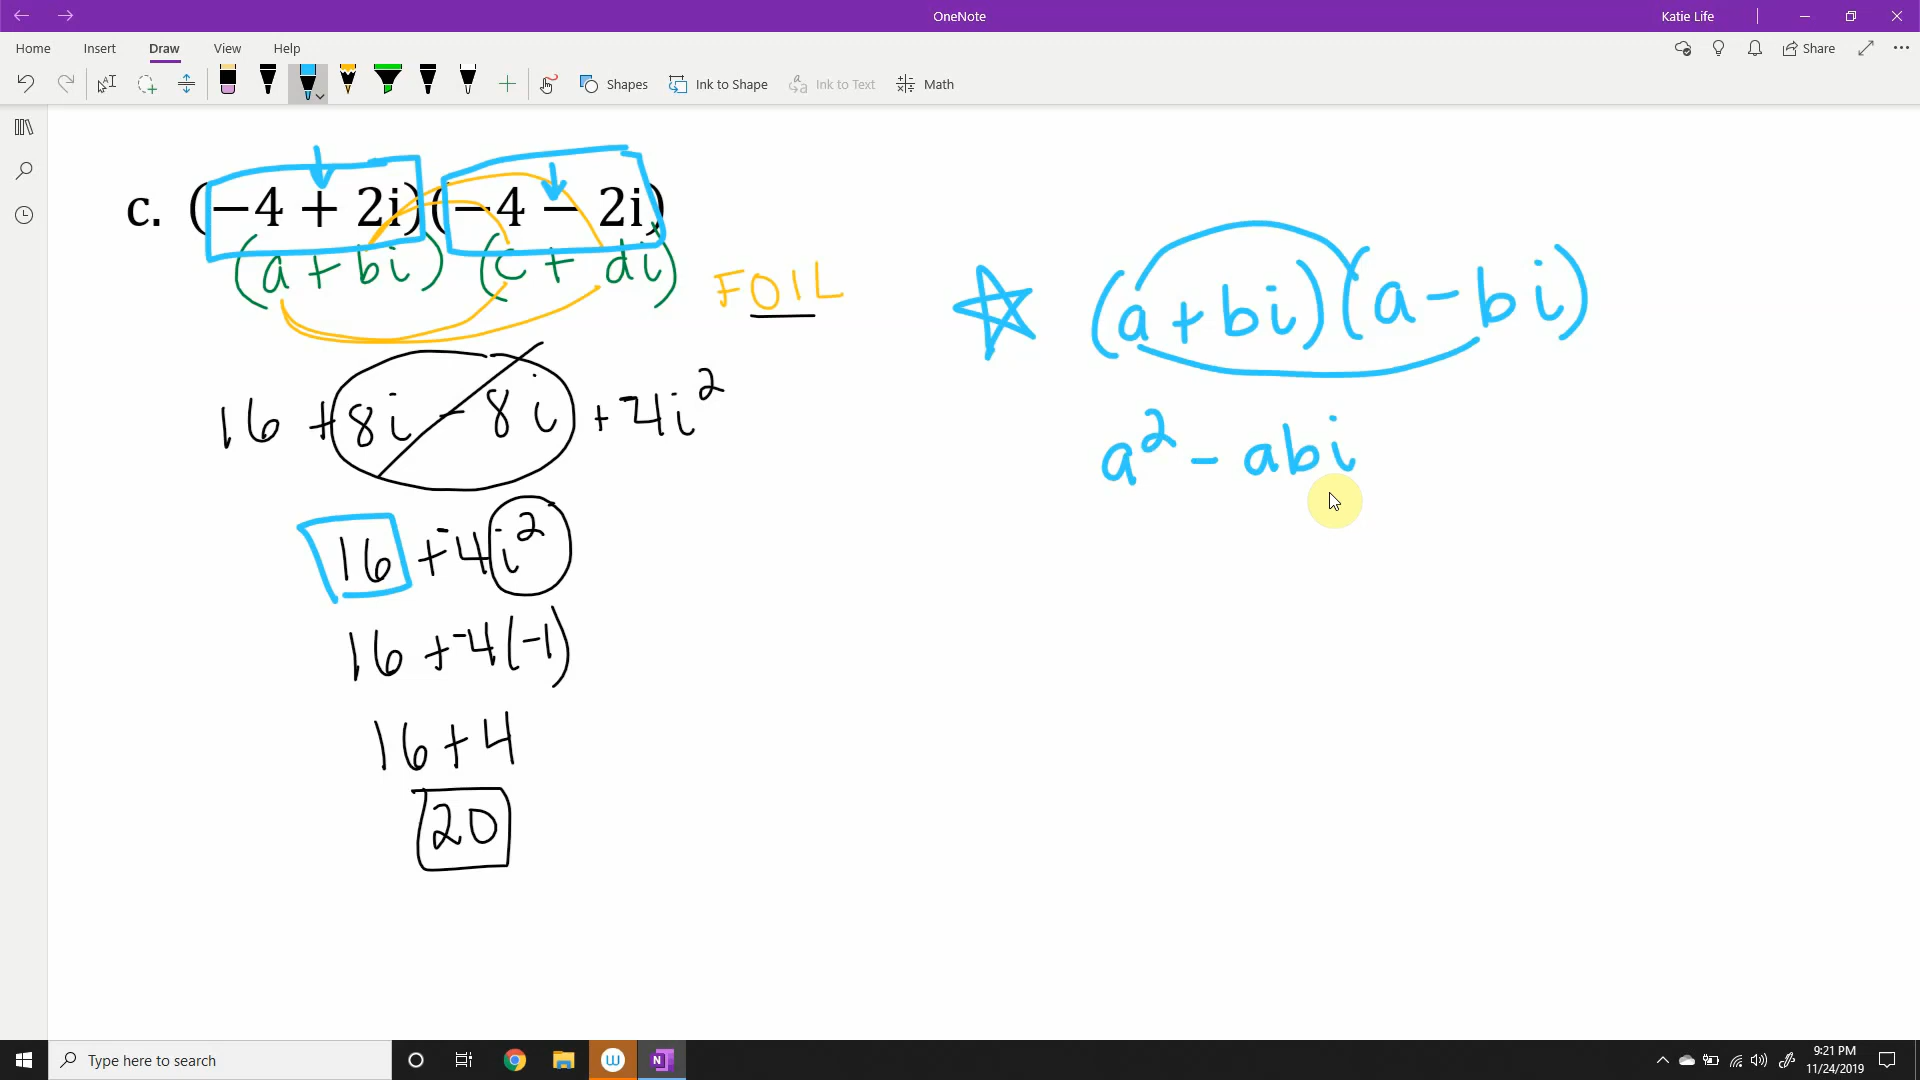 OneNote
Katie Life
Home Insert Draw View Help
Share
Shapes Ink to Shape Ink to Text Math
c. (−4 + 2i)(−4 − 2i)
(a + bi) (c + di)
FOIL
16 + 8i − 8i + -4i²
16 + -4i²
16 + -4(-1)
16 + 4
20
(a + bi)(a − bi)
a² − abi
Type here to search
9:21 PM
11/24/2019